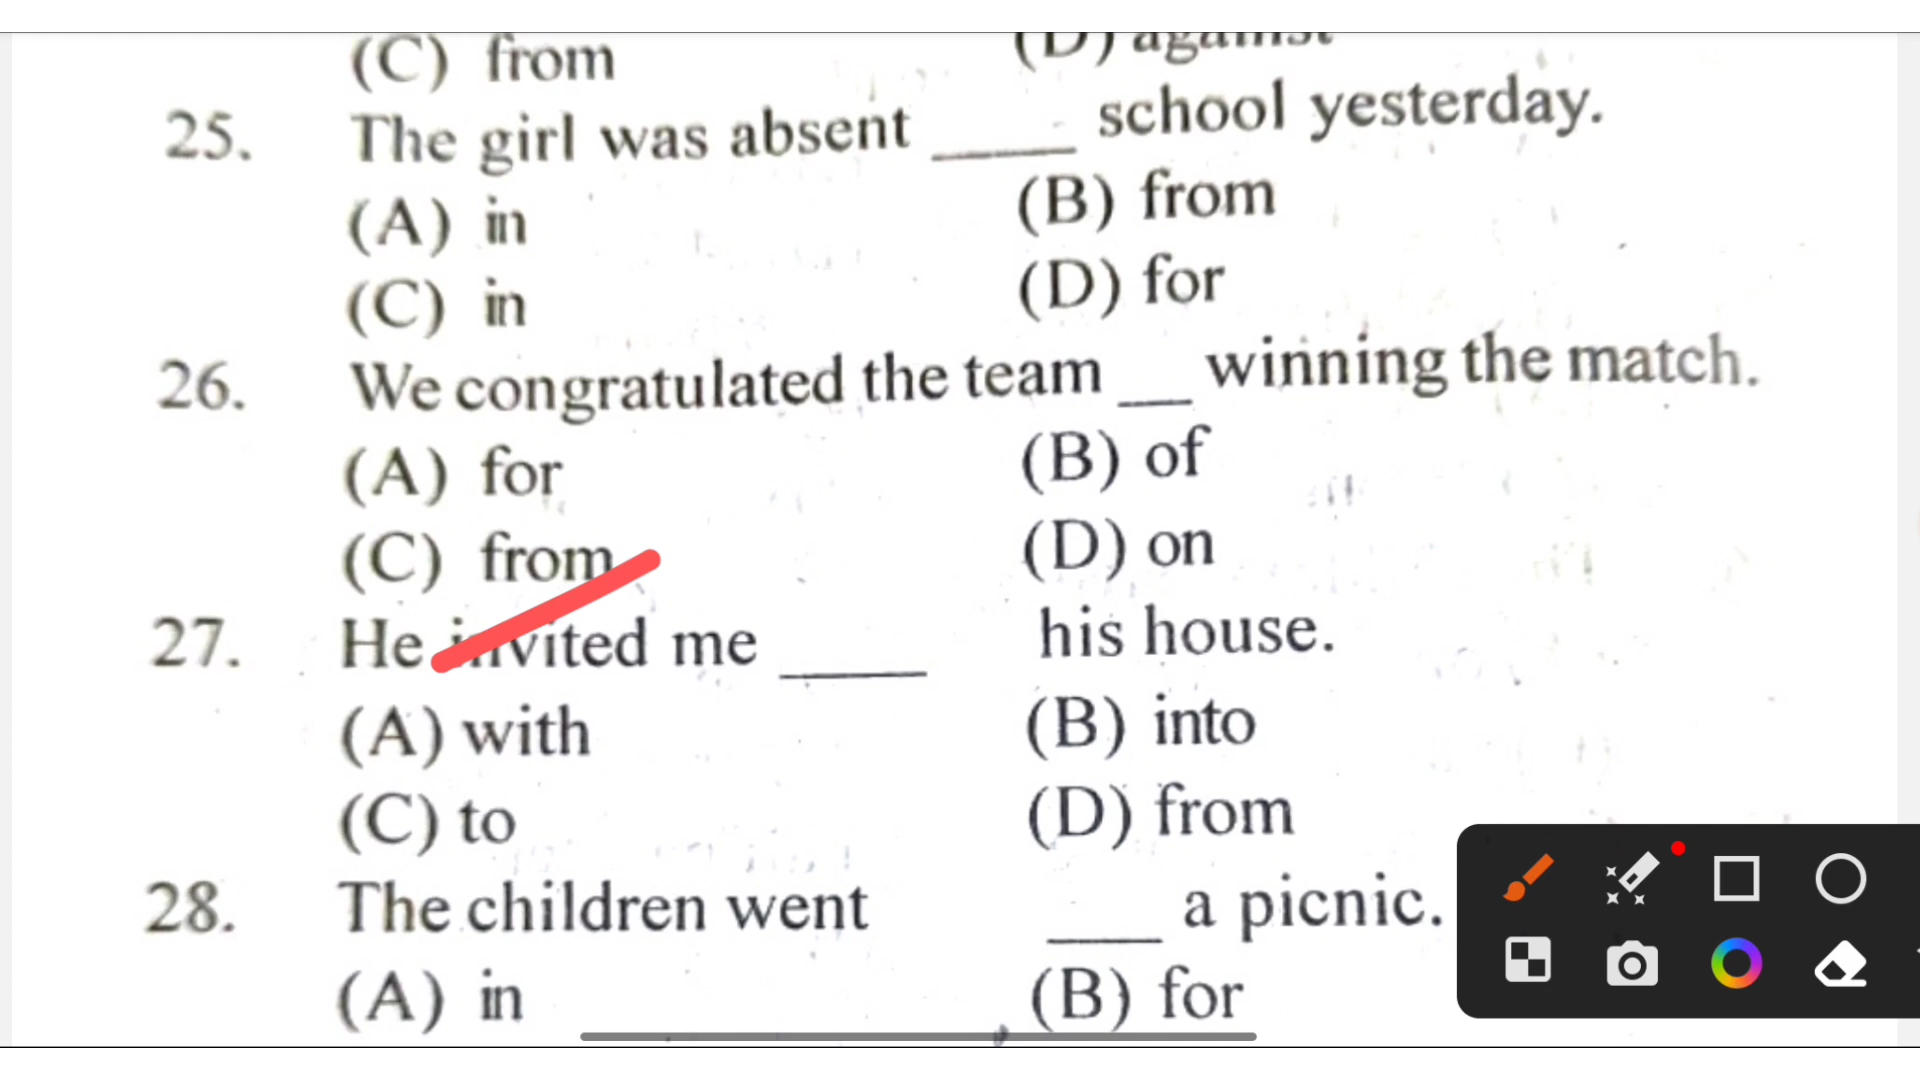 (C) from (D) against
25. The girl was absent ____ school yesterday.
(A) in (B) from
(C) in (D) for
26. We congratulated the team __ winning the match.
(A) for (B) of
(C) from (D) on
27. He invited me ____ his house.
(A) with (B) into
(C) to (D) from
28. The children went ____ a picnic.
(A) in (B) for